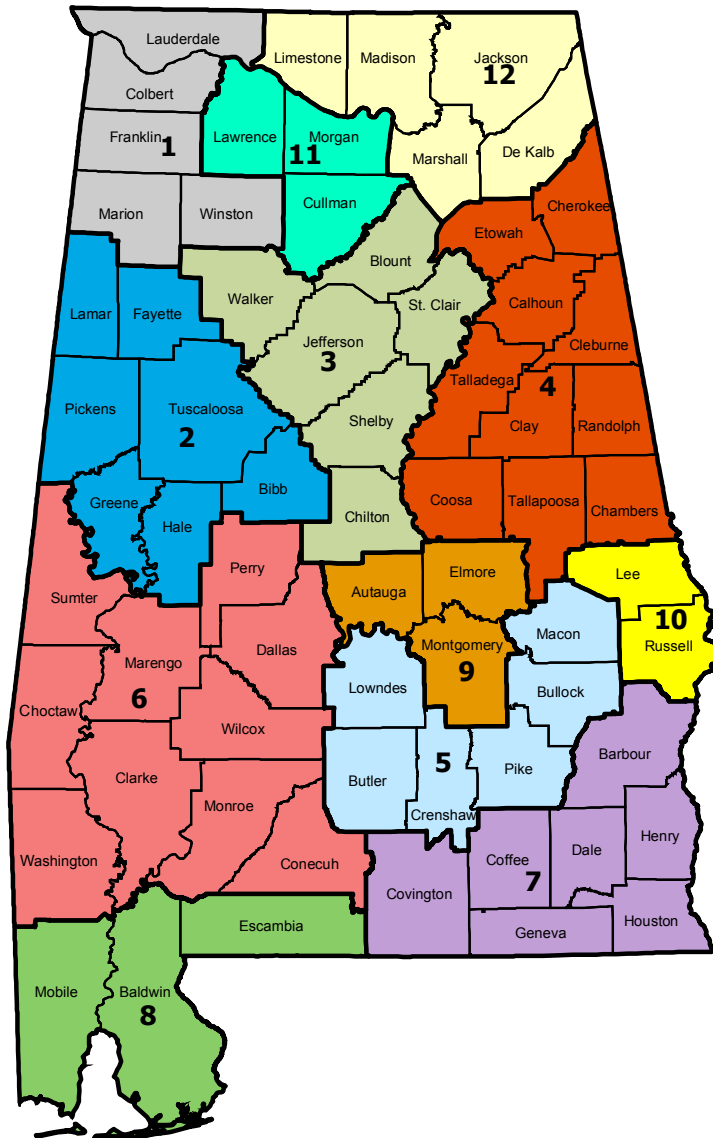 Lauderdale
Limestone
Madison
Jackson
12
Colbert
Franklin
1
Lawrence
Morgan
11
Marshall
De Kalb
Marion
Winston
Cullman
Cherokee
Etowah
Blount
Walker
St. Clair
Calhoun
Lamar
Fayette
Jefferson
3
Cleburne
Talladega
4
Pickens
Tuscaloosa
2
Shelby
Clay
Randolph
Greene
Hale
Bibb
Chilton
Coosa
Tallapoosa
Chambers
Perry
Elmore
Lee
Sumter
Autauga
10
Dallas
Montgomery
9
Macon
Russell
Marengo
6
Lowndes
Bullock
Choctaw
Wilcox
Barbour
Clarke
Butler
5
Pike
Monroe
Crenshaw
Henry
Washington
Conecuh
Coffee
7
Dale
Covington
Escambia
Geneva
Houston
Mobile
Baldwin
8